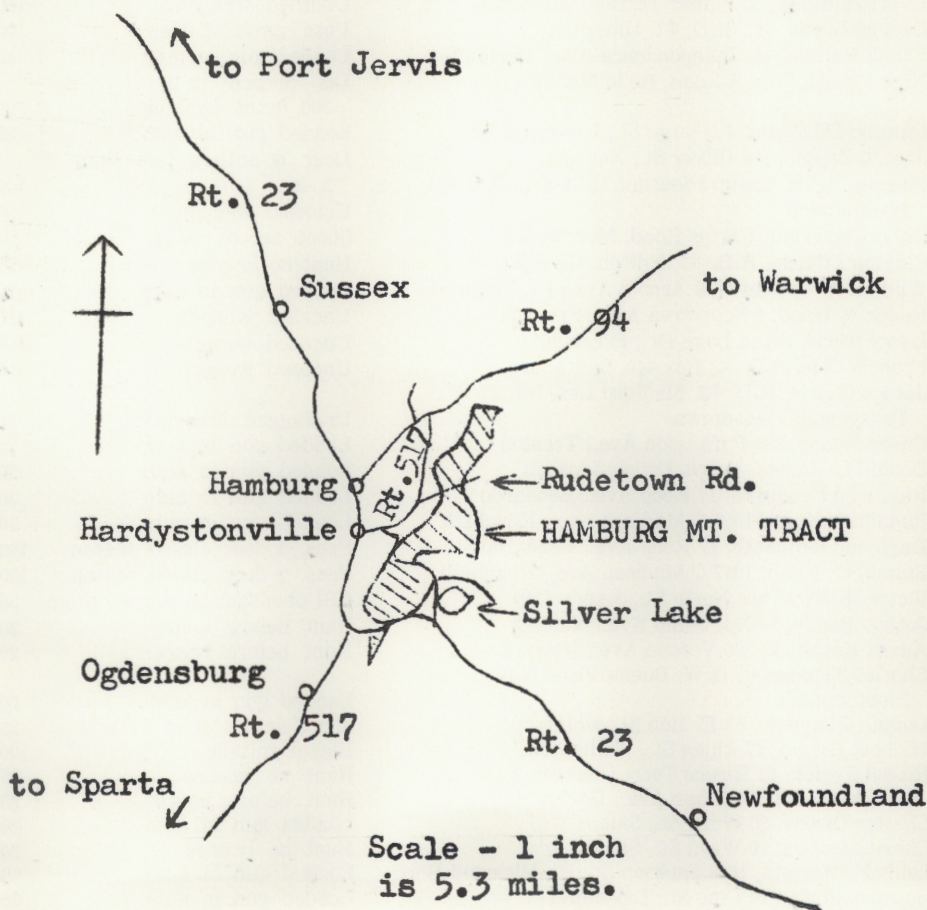 to Port Jervis
Rt. 23
Sussex
to Warwick
Rt. 94
Rt. 517
Hamburg
Rudetown Rd.
Hardystonville
HAMBURG MT. TRACT
Silver Lake
Ogdensburg
Rt. 517
Rt. 23
to Sparta
Newfoundland
Scale - 1 inch
is 5.3 miles.